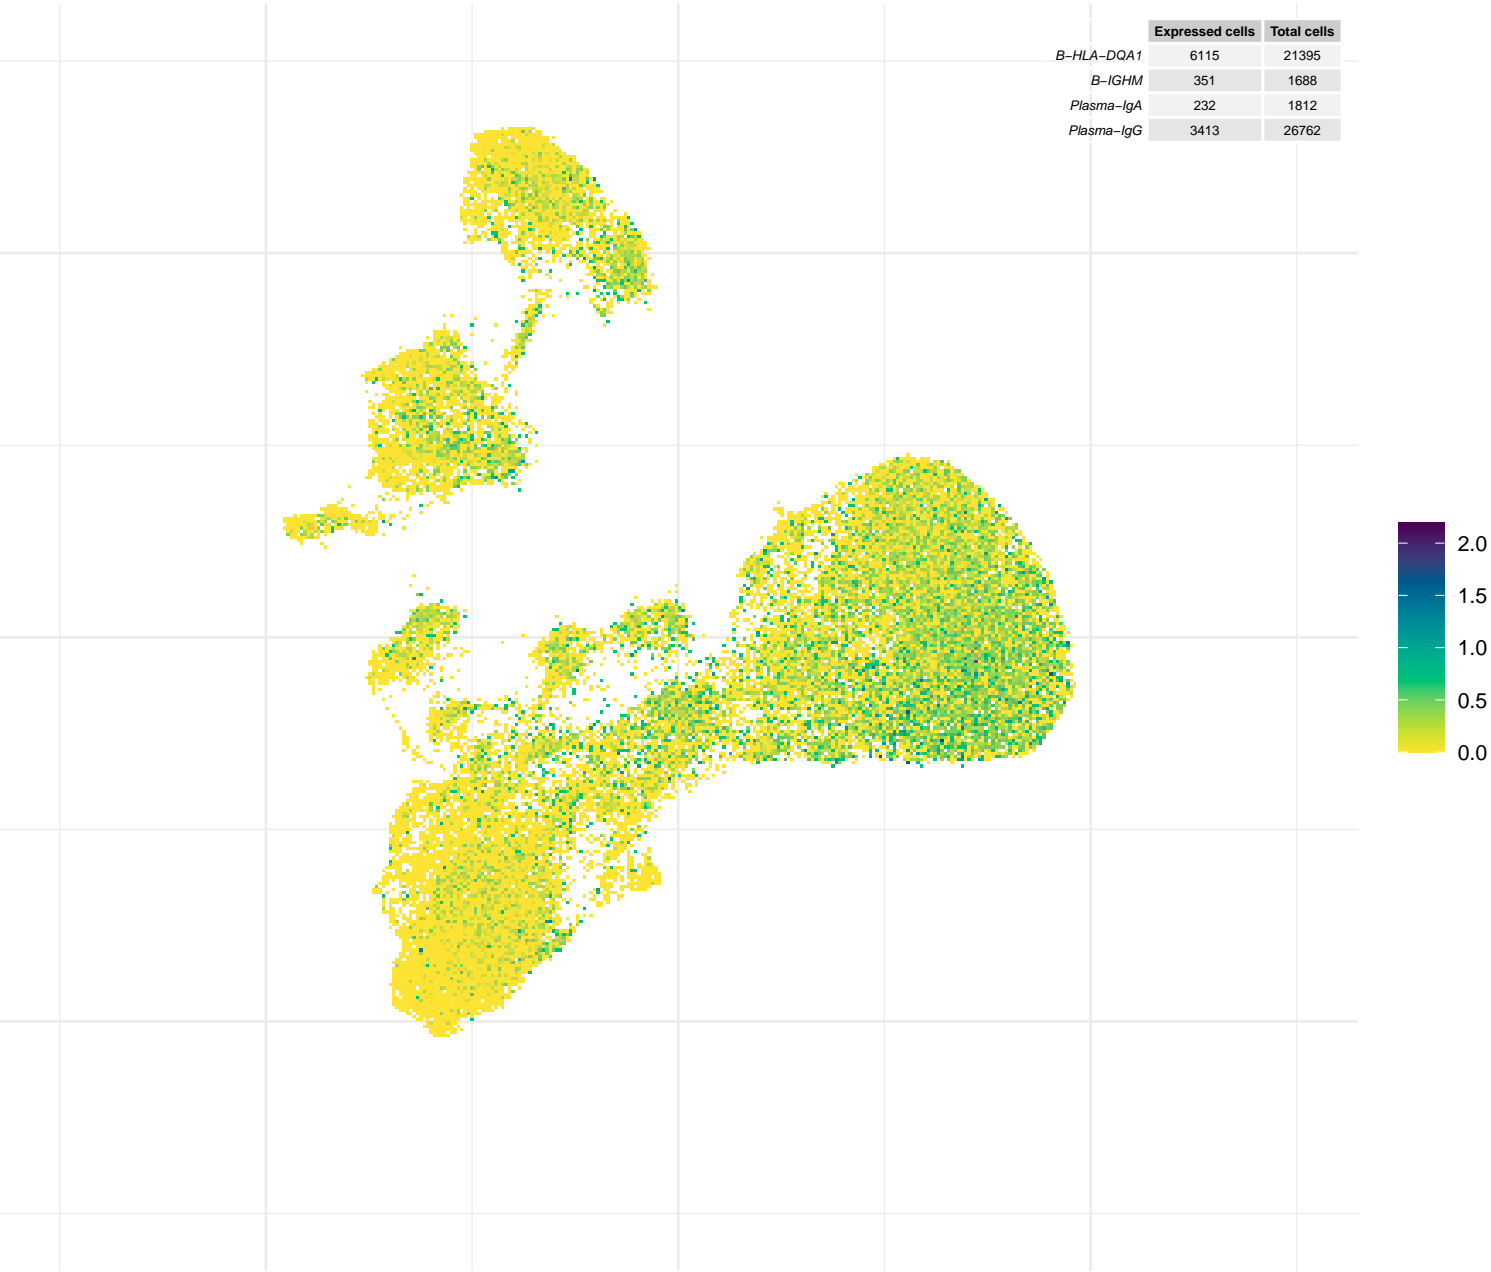 Expressed cells Total cells
B−HLA−DQA1 6115 21395
B−IGHM 351 1688
Plasma−IgA 232 1812
Plasma−IgG 3413 26762
2.0
1.5
1.0
0.5
0.0